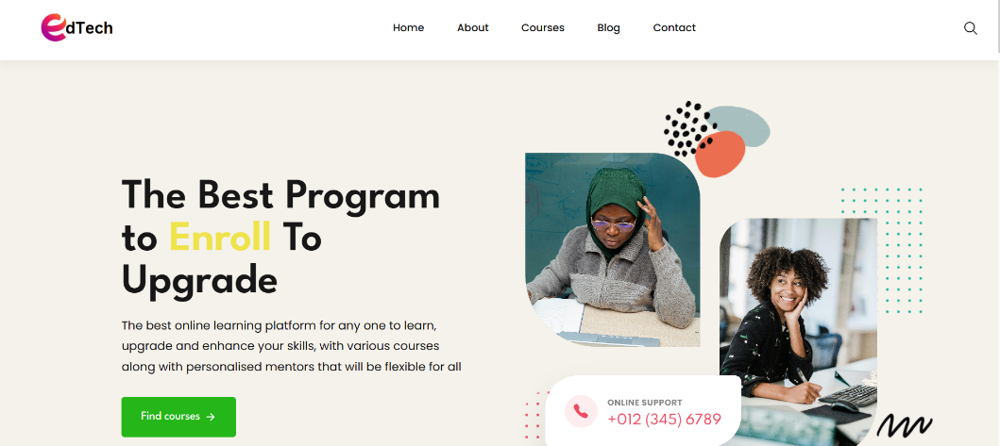 EdTech
Home
About
Courses
Blog
Contact
The Best Program
to Enroll To
Upgrade
The best online learning platform for any one to learn,
upgrade and enhance your skills, with various courses
along with personalised mentors that will be flexible for all
Find courses →
ONLINE SUPPORT
+012 (345) 6789